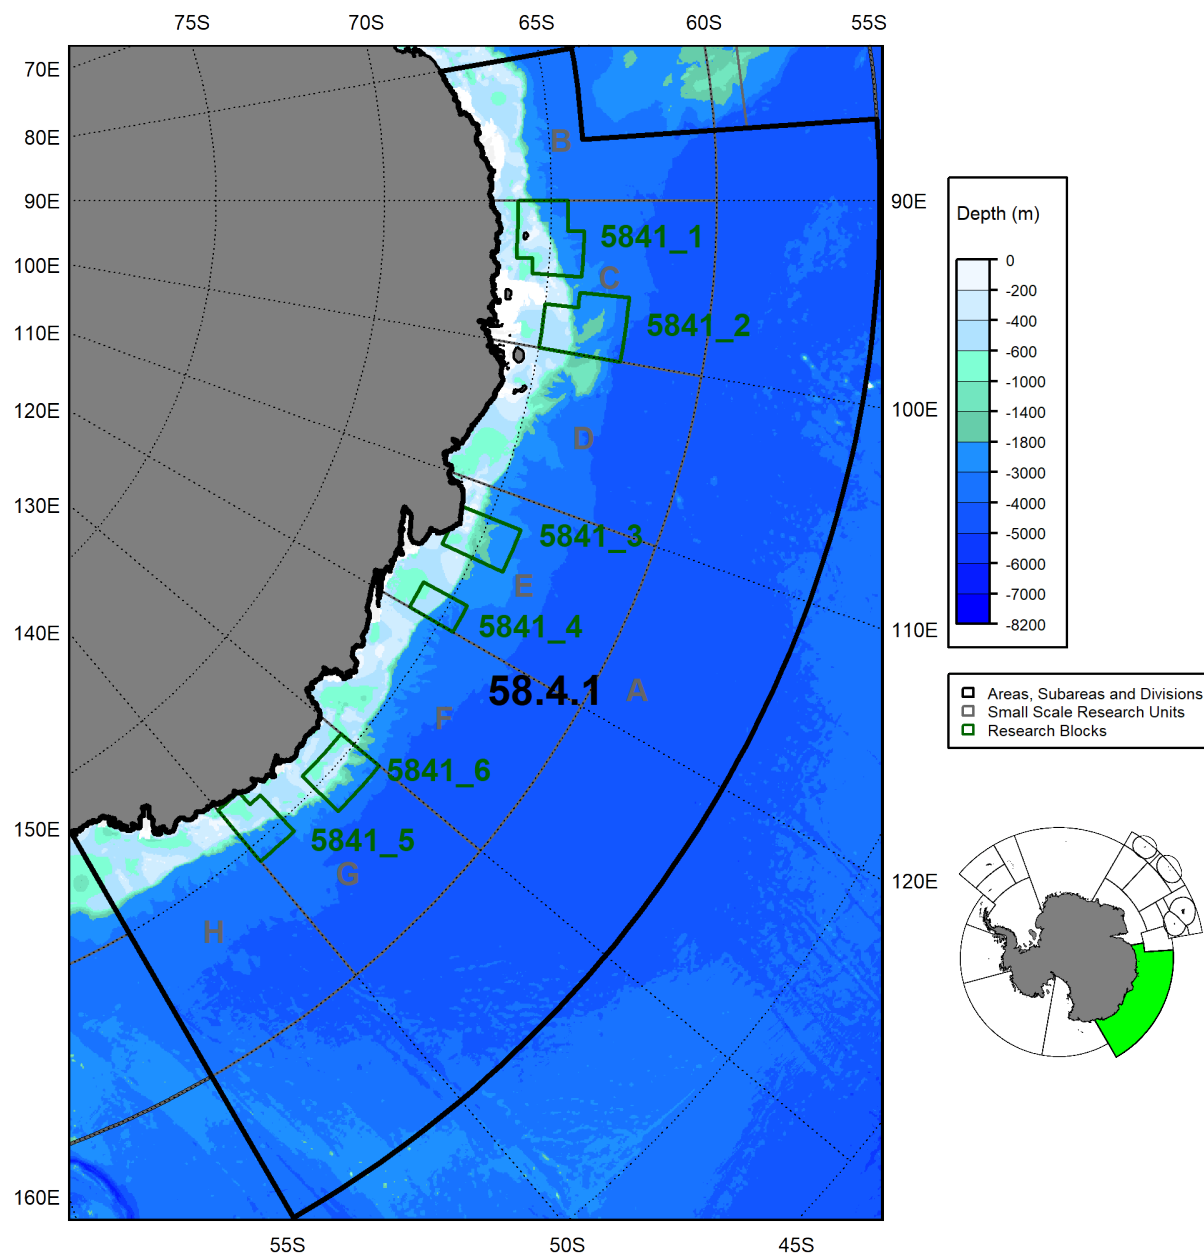 75S
70S
65S
60S
55S
70E
80E
90E
100E
110E
120E
130E
140E
150E
160E
90E
100E
110E
120E
55S
50S
45S
B
5841_1
C
5841_2
D
5841_3
E
5841_4
58.4.1
A
F
5841_6
5841_5
G
H
Depth (m)
0
-200
-400
-600
-1000
-1400
-1800
-3000
-4000
-5000
-6000
-7000
-8200
Areas, Subareas and Divisions
Small Scale Research Units
Research Blocks